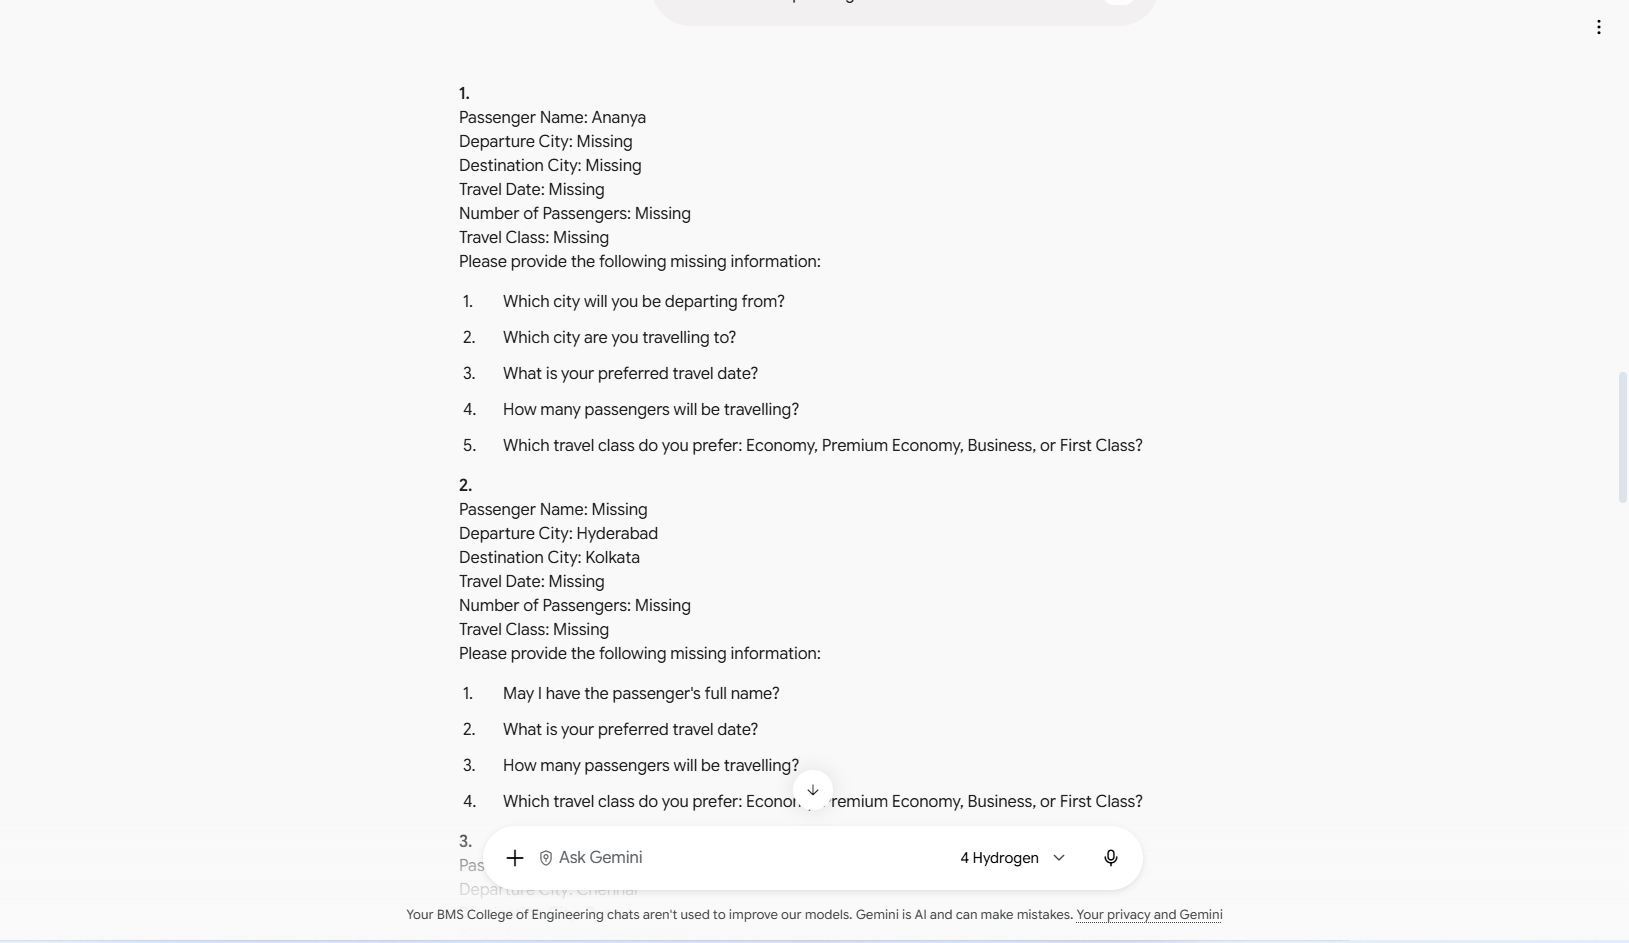 1.
Passenger Name: Ananya
Departure City: Missing
Destination City: Missing
Travel Date: Missing
Number of Passengers: Missing
Travel Class: Missing
Please provide the following missing information:
1. Which city will you be departing from?
2. Which city are you travelling to?
3. What is your preferred travel date?
4. How many passengers will be travelling?
5. Which travel class do you prefer: Economy, Premium Economy, Business, or First Class?
2.
Passenger Name: Missing
Departure City: Hyderabad
Destination City: Kolkata
Travel Date: Missing
Number of Passengers: Missing
Travel Class: Missing
Please provide the following missing information:
1. May I have the passenger's full name?
2. What is your preferred travel date?
3. How many passengers will be travelling?
4. Which travel class do you prefer: Economy, Premium Economy, Business, or First Class?
3.
Pas
Departure City: Chennai
Ask Gemini
4 Hydrogen
Your BMS College of Engineering chats aren't used to improve our models. Gemini is AI and can make mistakes. Your privacy and Gemini